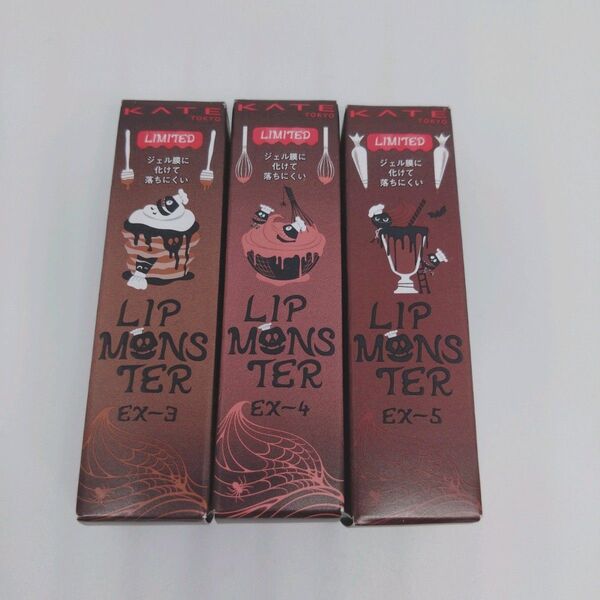 KATE
TOKYO
LIMITED
ジェル膜に
化けて
落ちにくい
LIP
MONS
TER
EX-3
KATE
TOKYO
LIMITED
ジェル膜に
化けて
落ちにくい
LIP
MONS
TER
EX-4
KATE
TOKYO
LIMITED
ジェル膜に
化けて
落ちにくい
LIP
MONS
TER
EX-5